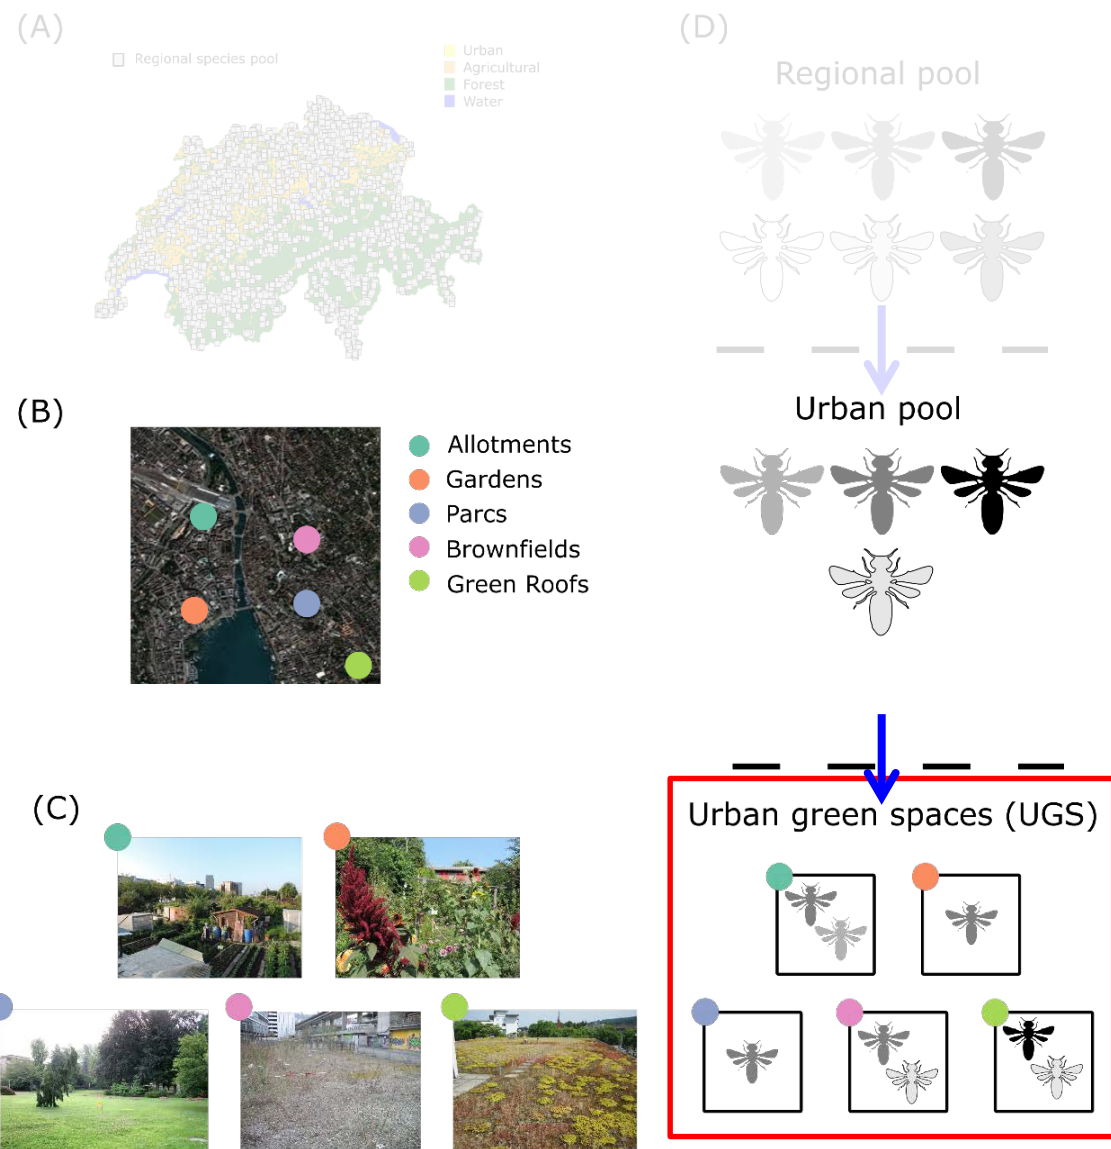 (A)
Regional species pool
Urban
Agricultural
Forest
Water
(B)
Allotments
Gardens
Parcs
Brownfields
Green Roofs
(C)
(D)
Regional pool
Urban pool
Urban green spaces (UGS)